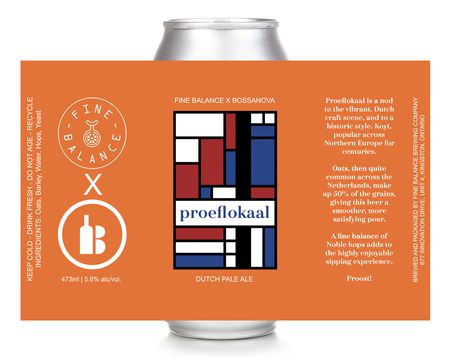 KEEP COLD - DRINK FRESH - DO NOT AGE - RECYCLE
INGREDIENTS: Oats, Barley, Water, Hops, Yeast
FINE
BALANCE
X
B
473ml | 5.6% alc/vol.
FINE BALANCE X BOSSANOVA
proeflokaal
DUTCH PALE ALE
Proeflokaal is a nod
to the vibrant, Dutch
craft scene, and to a
historic style, Koyt,
popular across
Northern Europe for
centuries.
Oats, then quite
common across the
Netherlands, make
up 50% of the grains,
giving this beer a
smoother, more
satisfying pour.
A fine balance of
Noble hops adds to
the highly enjoyable
sipping experience.
Proost!
BREWED AND PACKAGED BY: FINE BALANCE BREWING COMPANY
677 INNOVATION DRIVE, UNIT 4, KINGSTON, ONTARIO